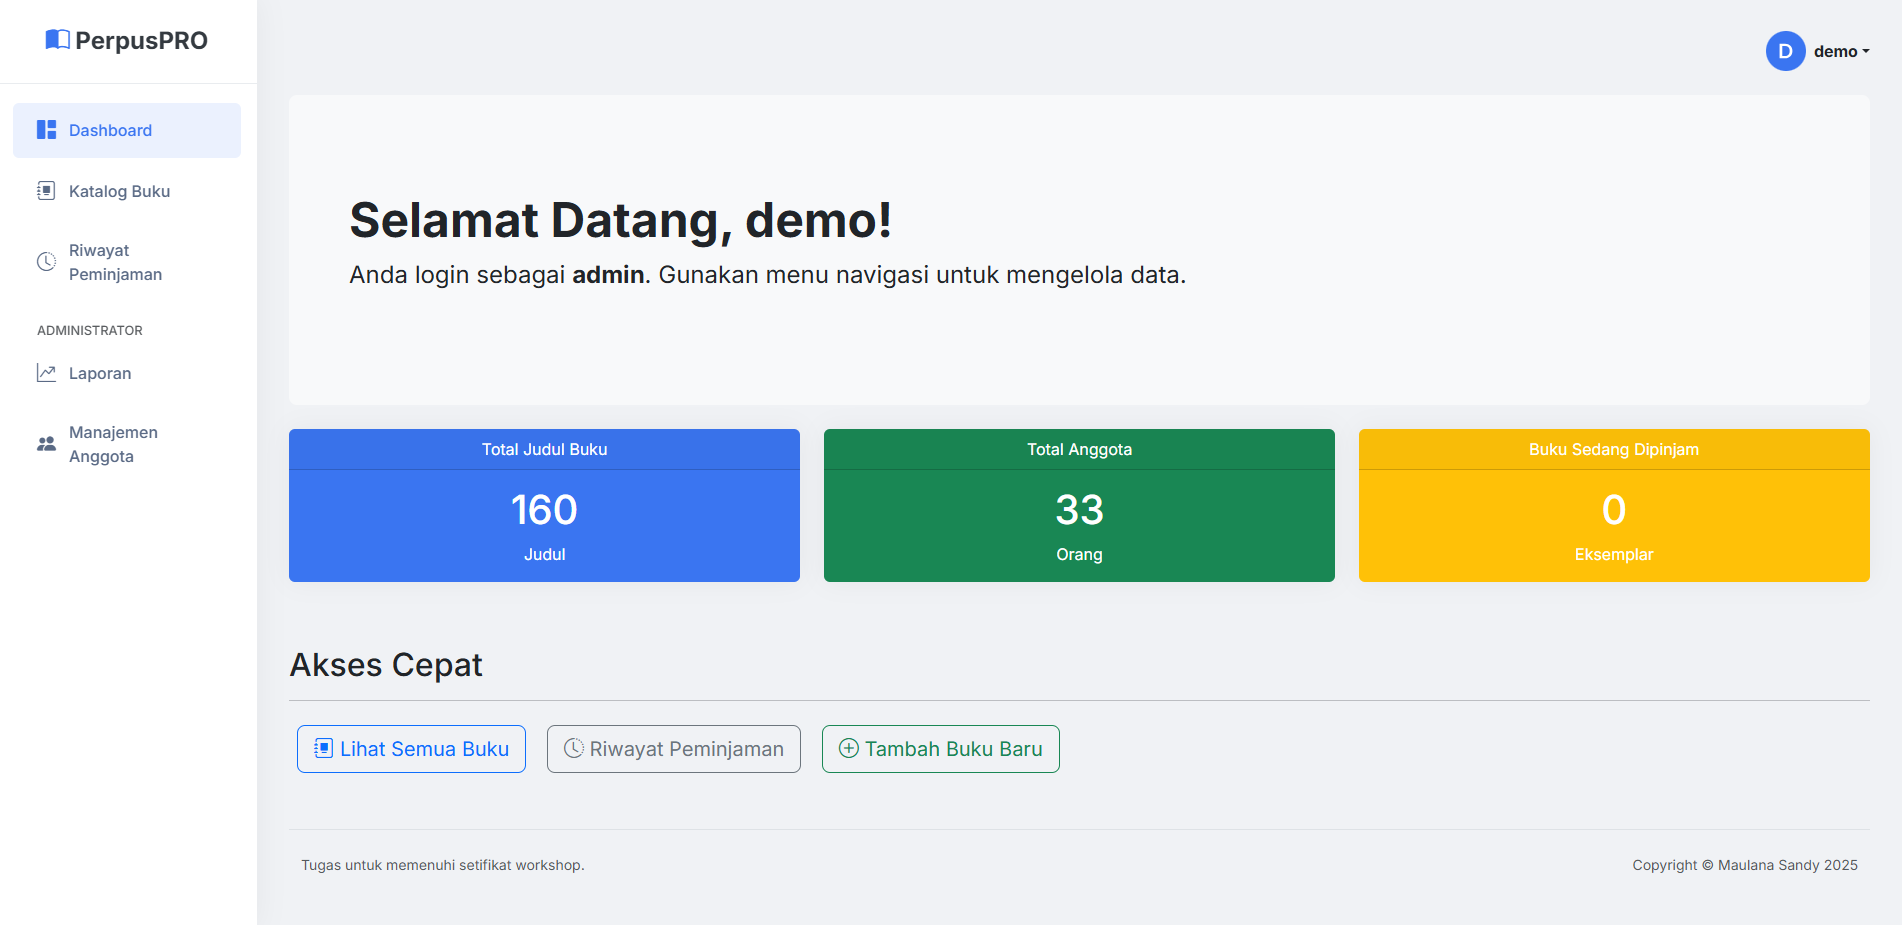 PerpusPRO
D
demo
Dashboard
Katalog Buku
Riwayat
Peminjaman
ADMINISTRATOR
Laporan
Manajemen
Anggota
Selamat Datang, demo!
Anda login sebagai admin. Gunakan menu navigasi untuk mengelola data.
Total Judul Buku
160
Judul
Total Anggota
33
Orang
Buku Sedang Dipinjam
0
Eksemplar
Akses Cepat
Lihat Semua Buku
Riwayat Peminjaman
Tambah Buku Baru
Tugas untuk memenuhi setifikat workshop.
Copyright © Maulana Sandy 2025